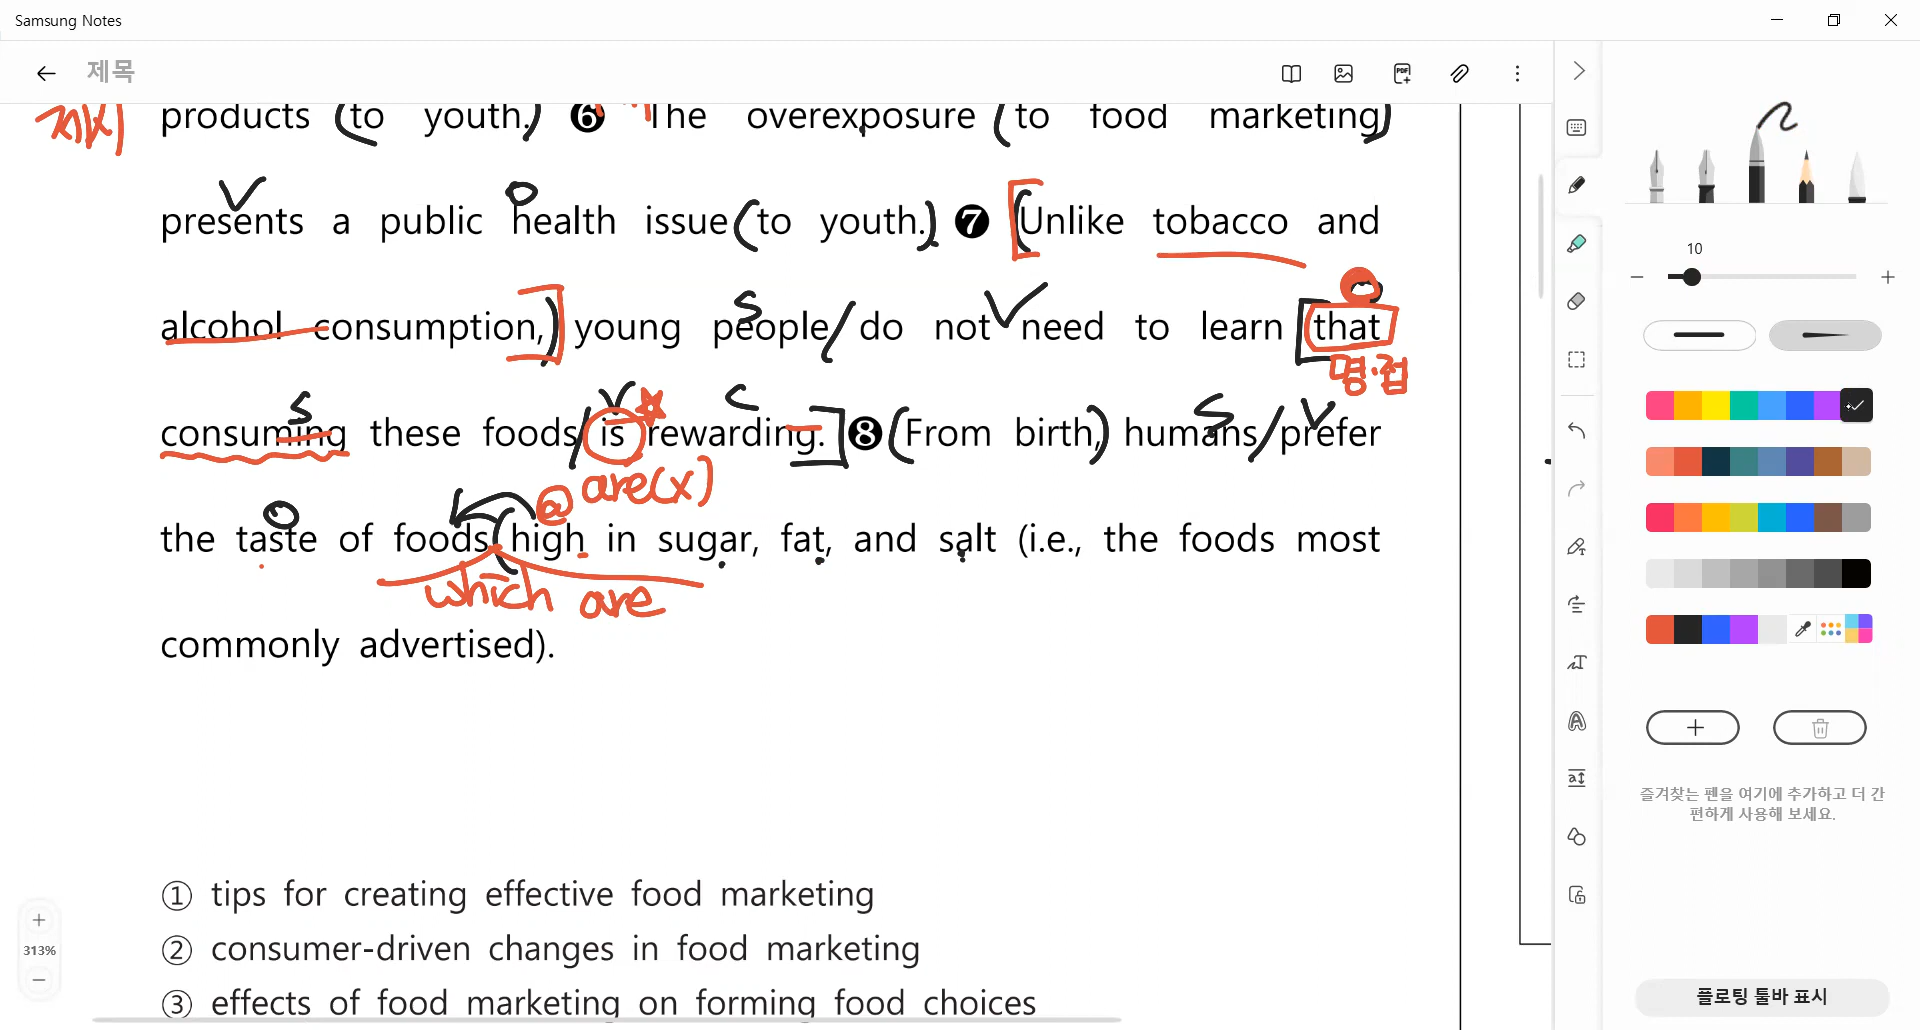 Samsung Notes
제목
products (to youth.) ❻ The overexposure (to food marketing)
V O
presents a public health issue (to youth.) ❼ [(Unlike tobacco and
S V
alcohol consumption,)] young people / do not need to learn [that
명.접
S V C
consuming these foods / is rewarding.] ❽ (From birth,) humans / prefer
S V
@ are(x)
O
the taste of foods (high in sugar, fat, and salt (i.e., the foods most
which are
commonly advertised).
① tips for creating effective food marketing
② consumer-driven changes in food marketing
③ effects of food marketing on forming food choices
313%
10
즐겨찾는 펜을 여기에 추가하고 더 간
편하게 사용해 보세요.
플로팅 툴바 표시